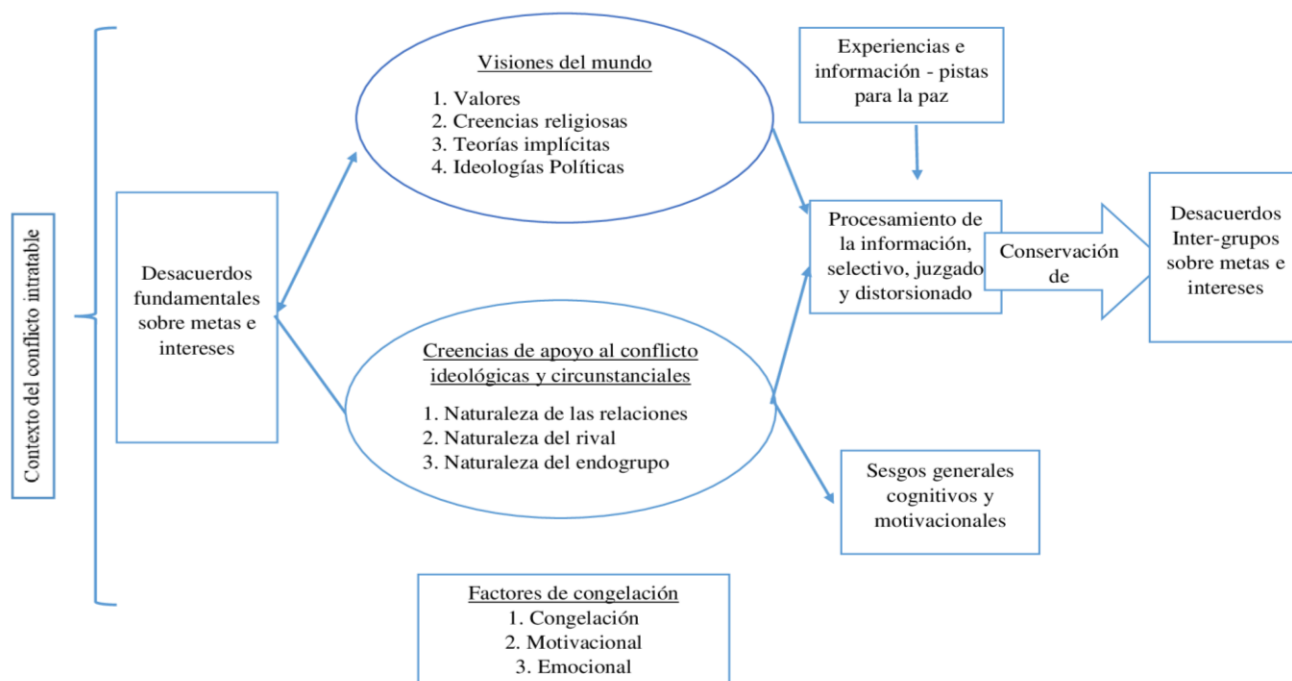 Contexto del conflicto intratable
Desacuerdos
fundamentales
sobre metas e
intereses
Visiones del mundo
1. Valores
2. Creencias religiosas
3. Teorías implícitas
4. Ideologías Políticas
Creencias de apoyo al conflicto
ideológicas y circunstanciales
1. Naturaleza de las relaciones
2. Naturaleza del rival
3. Naturaleza del endogrupo
Factores de congelación
1. Congelación
2. Motivacional
3. Emocional
Experiencias e
información - pistas
para la paz
Procesamiento de
la información,
selectivo, juzgado
y distorsionado
Sesgos generales
cognitivos y
motivacionales
Conservación
de
Desacuerdos
Inter-grupos
sobre metas e
intereses